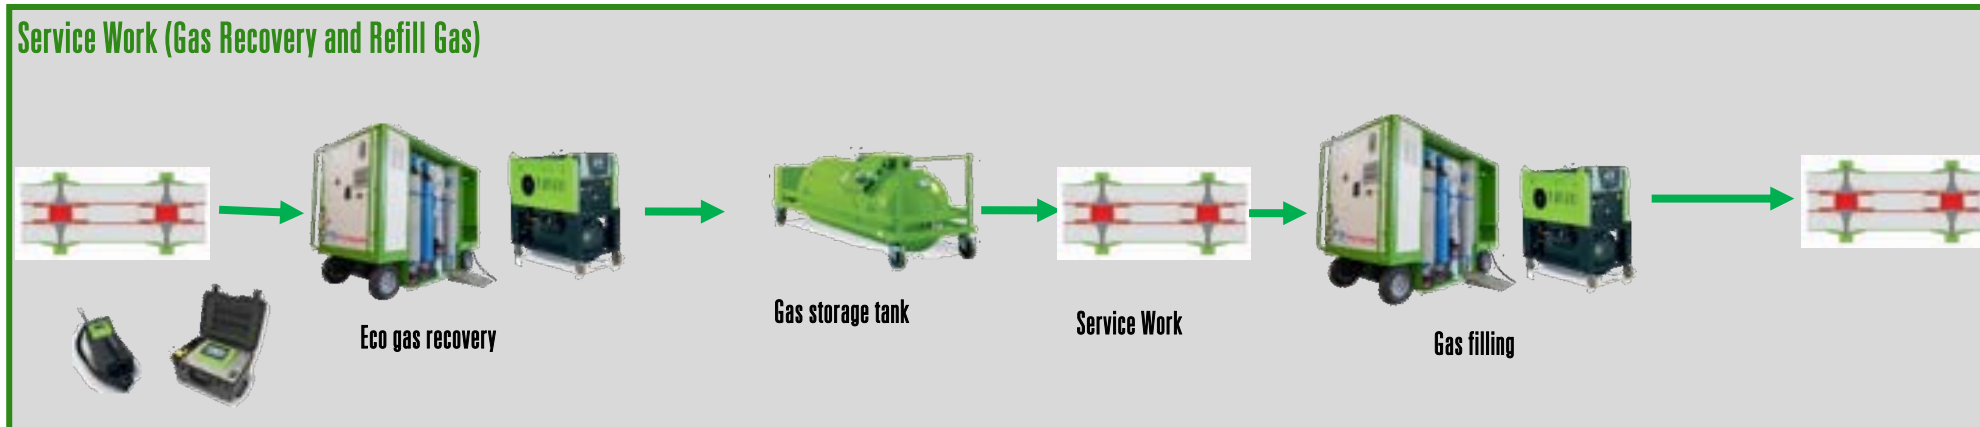 Service Work (Gas Recovery and Refill Gas)
Eco gas recovery
Gas storage tank
Service Work
Gas filling